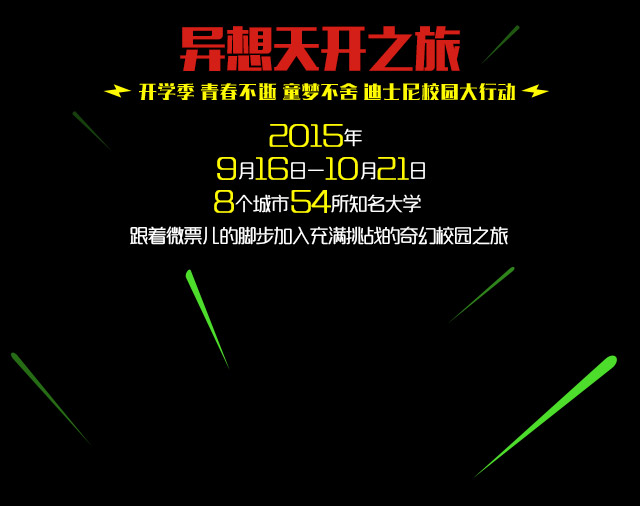 异想天开之旅
开学季 青春不逝 童梦不舍 迪士尼校园大行动
2015年
9月16日—10月21日
8个城市54所知名大学
跟着微票儿的脚步加入充满挑战的奇幻校园之旅